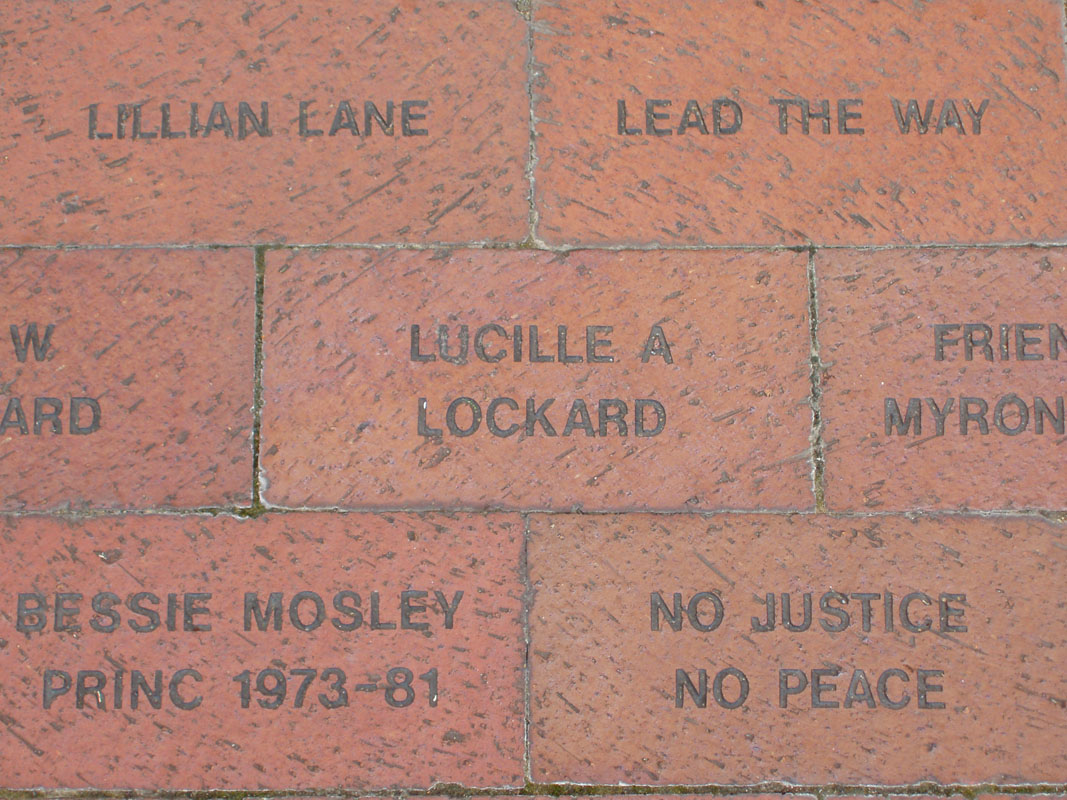 LILLIAN LANE
LEAD THE WAY
W
ARD
LUCILLE A
LOCKARD
FRIEN
MYRON
BESSIE MOSLEY
PRINC 1973-81
NO JUSTICE
NO PEACE